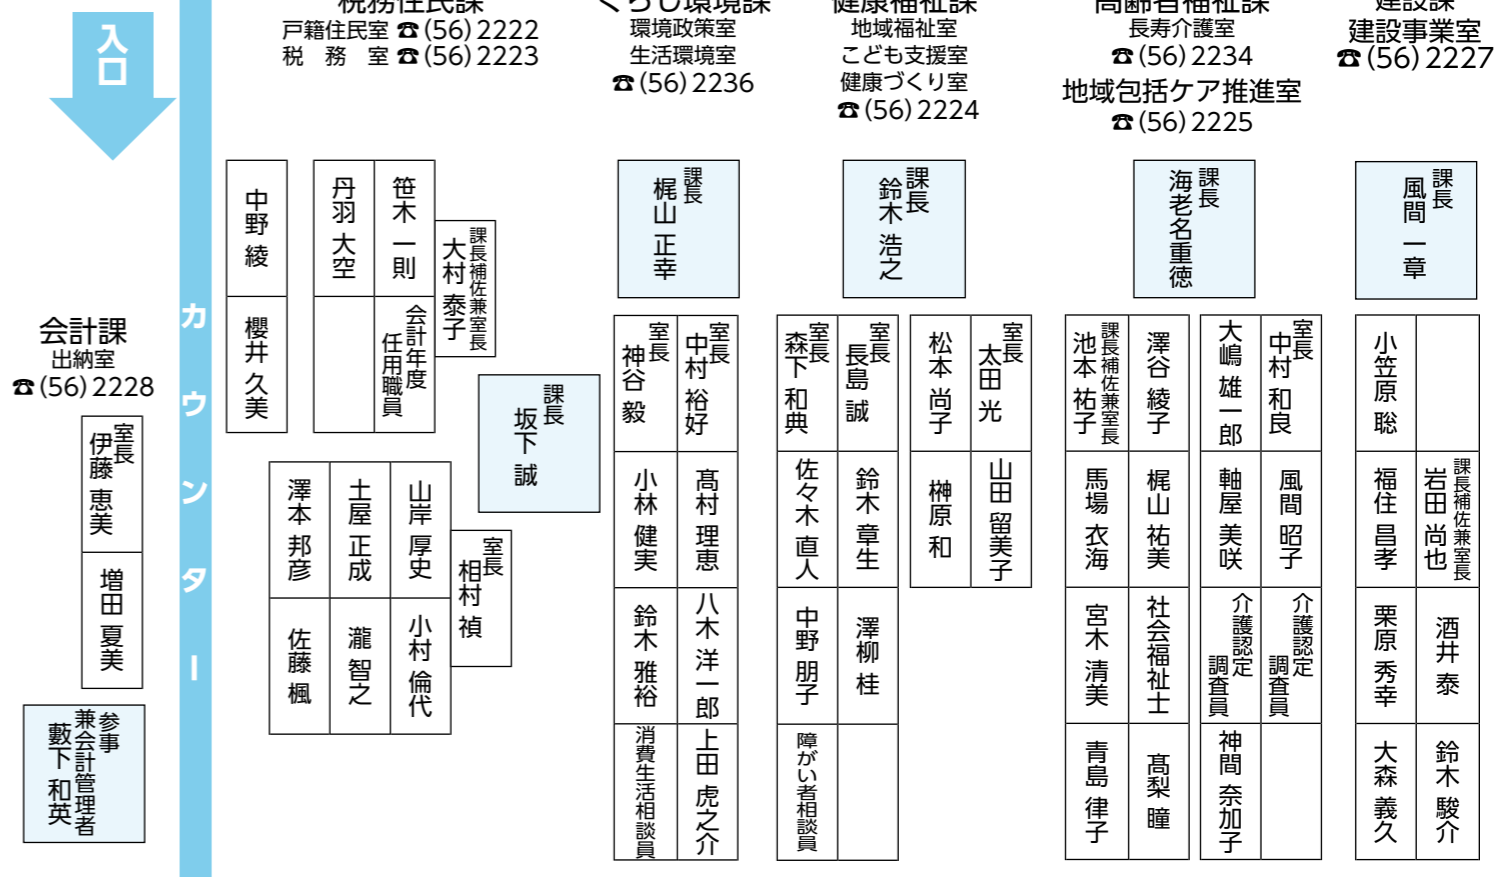 入口
カウンター
会計課
出納室
☎(56)2228
室長
伊藤 恵美
増田 夏美
参事
兼会計管理者
藪下 和英
税務住民課
戸籍住民室 ☎(56)2222
税 務 室 ☎(56)2223
中野 綾
櫻井 久美
丹羽 大空
笹木 一則
会計年度
任用職員
課長補佐兼室長
大村 泰子
課長
坂下 誠
澤本 邦彦
土屋 正成
山岸 厚史
佐藤 楓
瀧 智之
小村 倫代
室長
相村 禎
くらし環境課
環境政策室
生活環境室
☎(56)2236
課長
梶山 正幸
室長
神谷 毅
室長
中村 裕好
小林 健実
髙村 理恵
鈴木 雅裕
八木 洋一郎
消費生活相談員
上田 虎之介
健康福祉課
地域福祉室
こども支援室
健康づくり室
☎(56)2224
課長
鈴木 浩之
室長
森下 和典
室長
長島 誠
佐々木 直人
鈴木 章生
中野 朋子
澤柳 桂
障がい者相談員
松本 尚子
室長
太田 光
榊原 和
山田 留美子
高齢者福祉課
長寿介護室
☎(56)2234
地域包括ケア推進室
☎(56)2225
課長
海老名重徳
課長補佐兼室長
池本 祐子
澤谷 綾子
馬場 衣海
梶山 祐美
宮木 清美
社会福祉士
青島 律子
髙梨 瞳
大嶋 雄一郎
室長
中村 和良
軸屋 美咲
風間 昭子
介護認定
調査員
介護認定
調査員
神間 奈加子
建設課
建設事業室
☎(56)2227
課長
風間 一章
小笠原 聡
福住 昌孝
課長補佐兼室長
岩田 尚也
栗原 秀幸
酒井 泰
大森 義久
鈴木 駿介